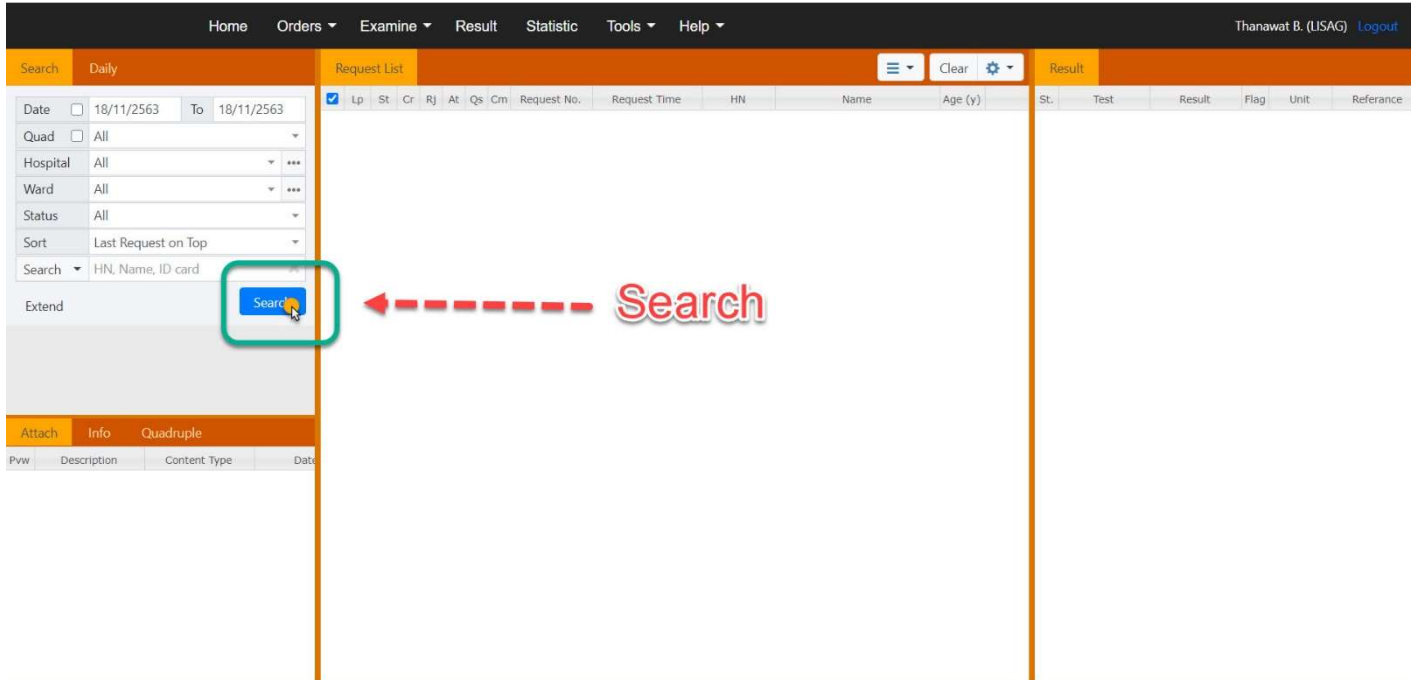 Home Orders Examine Result Statistic Tools Help Thanawat B. (LISAG) Logout
Search Daily
Date 18/11/2563 To 18/11/2563
Quad All
Hospital All
Ward All
Status All
Sort Last Request on Top
Search HN, Name, ID card
Extend Search
Attach Info Quadruple
Pvw Description Content Type Date
Request List Clear
Lp St Cr Rj At Qs Cm Request No. Request Time HN Name Age (y)
Search
Result
St. Test Result Flag Unit Referance